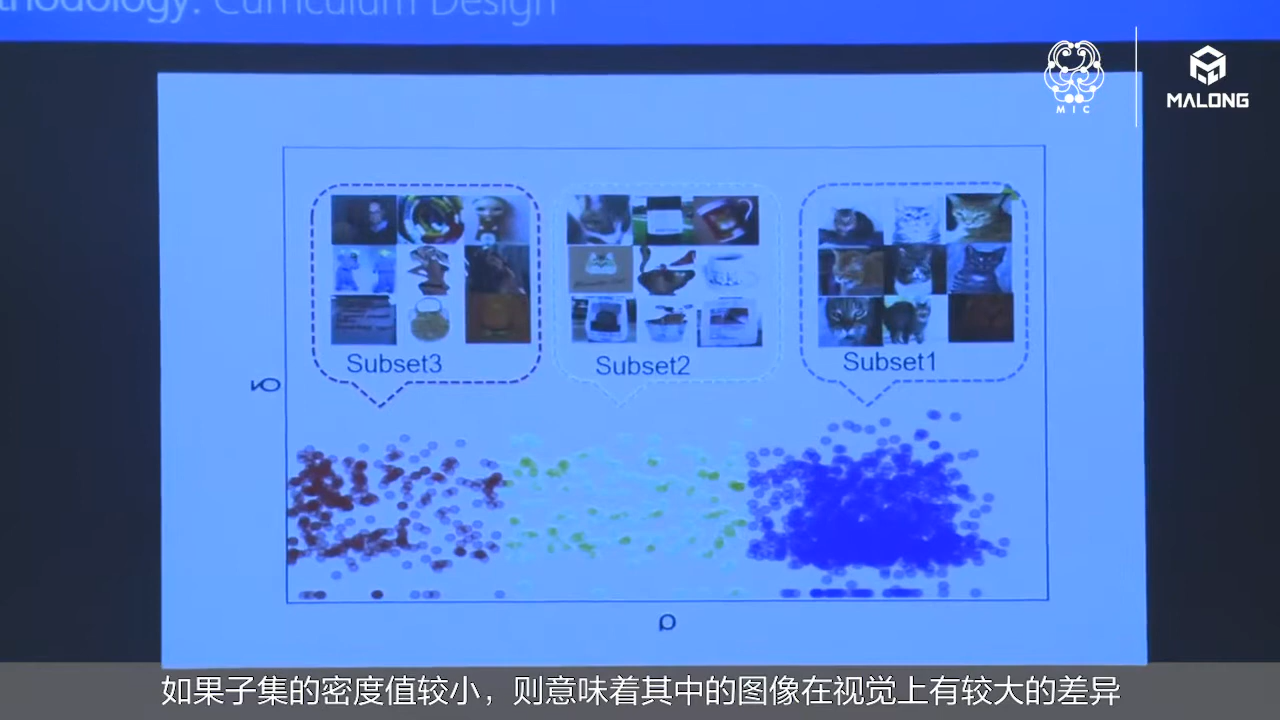 thodology: Curriculum Design
MIC
MALONG
Subset3
Subset2
Subset1
δ
ρ
如果子集的密度值较小，则意味着其中的图像在视觉上有较大的差异